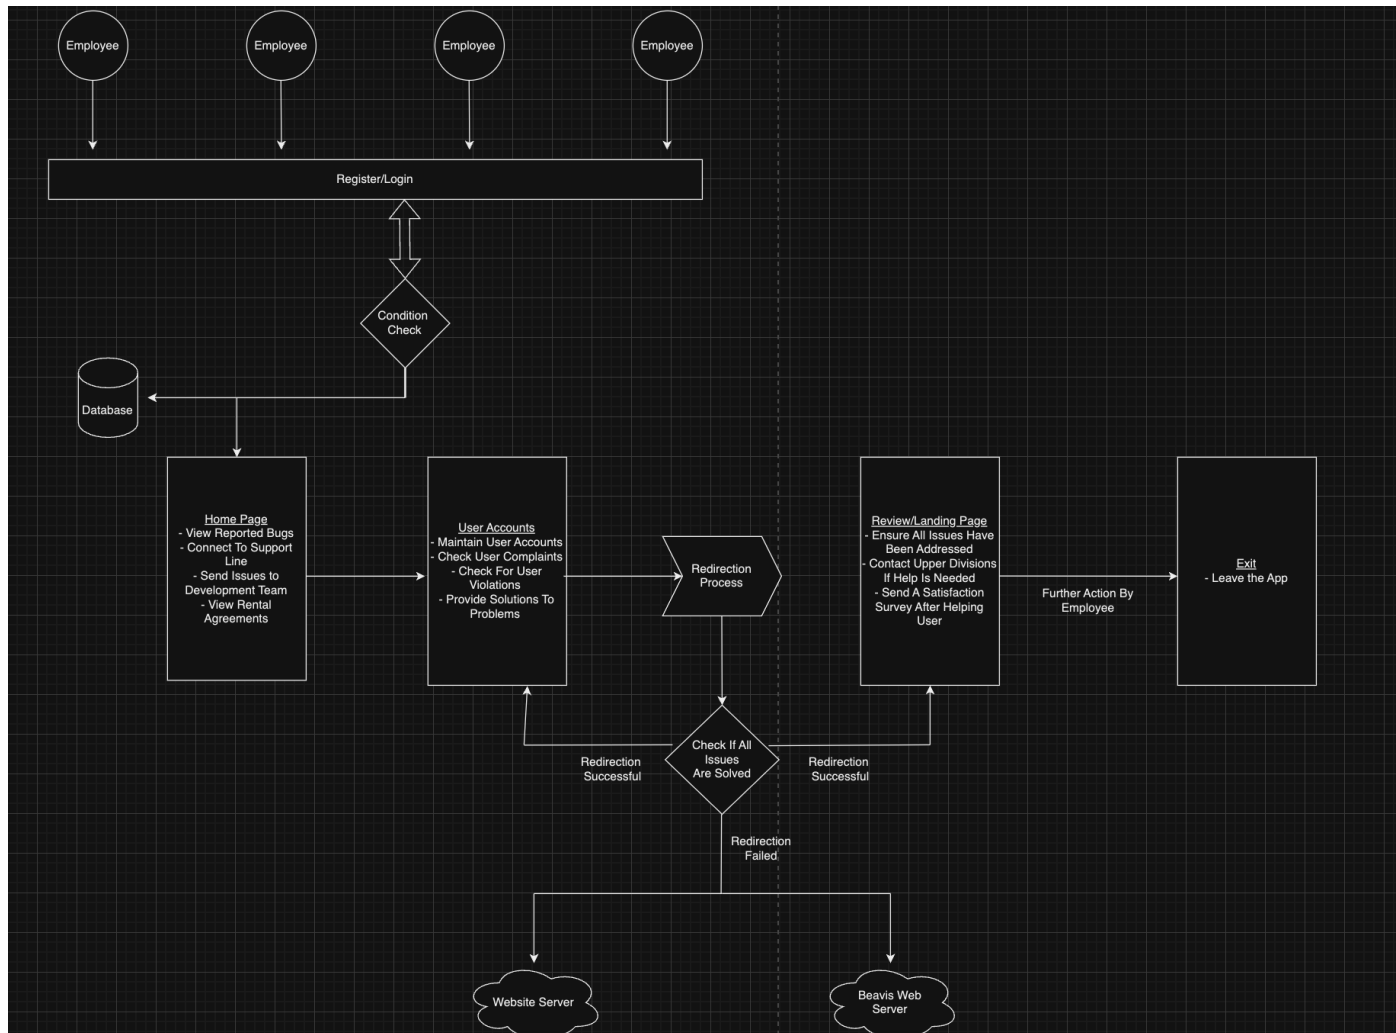 Employee
Employee
Employee
Employee
Register/Login
Condition
Check
Database
Home Page
- View Reported Bugs
- Connect To Support
Line
- Send Issues to
Development Team
- View Rental
Agreements
User Accounts
- Maintain User Accounts
- Check User Complaints
- Check For User
Violations
- Provide Solutions To
Problems
Redirection
Process
Review/Landing Page
- Ensure All Issues Have
Been Addressed
- Contact Upper Divisions
If Help Is Needed
- Send A Satisfaction
Survey After Helping
User
Further Action By
Employee
Exit
- Leave the App
Redirection
Successful
Check If All
Issues
Are Solved
Redirection
Successful
Redirection
Failed
Website Server
Beavis Web
Server